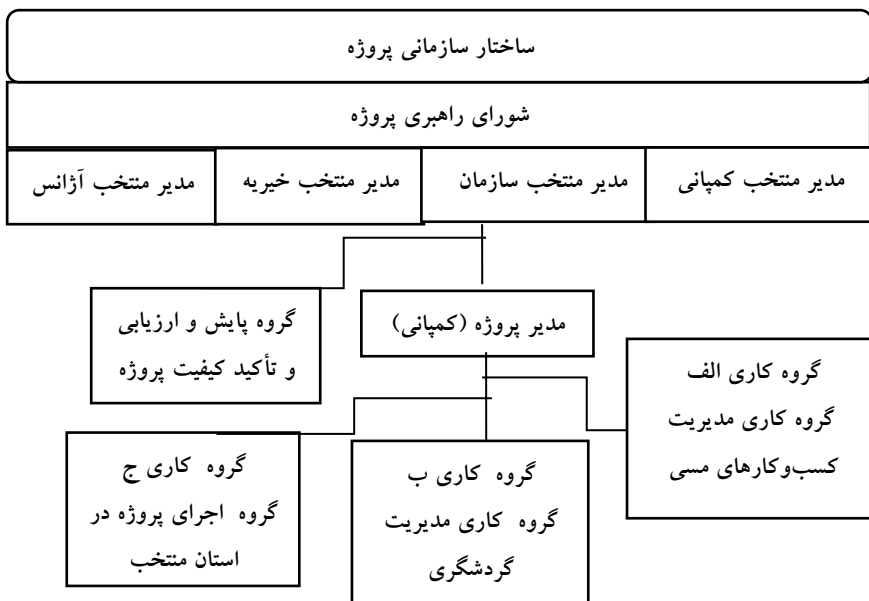 ساختار سازمانی پروژه
شورای راهبری پروژه
مدیر منتخب کمپانی
مدیر منتخب سازمان
مدیر منتخب خیریه
مدیر منتخب آژانس
مدیر پروژه (کمپانی)
گروه پایش و ارزیابی
و تأکید کیفیت پروژه
گروه کاری الف
گروه کاری مدیریت
کسب‌وکارهای مسی
گروه کاری ب
گروه کاری مدیریت
گردشگری
گروه کاری ج
گروه اجرای پروژه در
استان منتخب